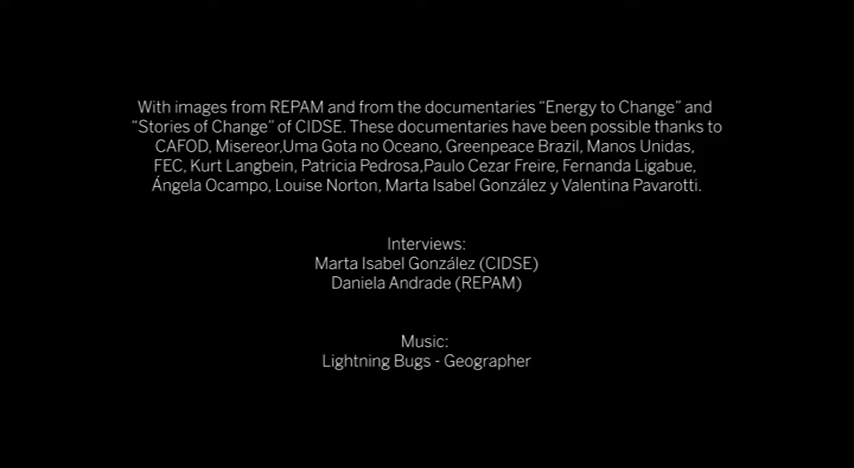 With images from REPAM and from the documentaries “Energy to Change” and
“Stories of Change” of CIDSE. These documentaries have been possible thanks to
CAFOD, Misereor,Uma Gota no Oceano, Greenpeace Brazil, Manos Unidas,
FEC, Kurt Langbein, Patricia Pedrosa,Paulo Cezar Freire, Fernanda Ligabue,
Ángela Ocampo, Louise Norton, Marta Isabel González y Valentina Pavarotti.
Interviews:
Marta Isabel González (CIDSE)
Daniela Andrade (REPAM)
Music:
Lightning Bugs - Geographer